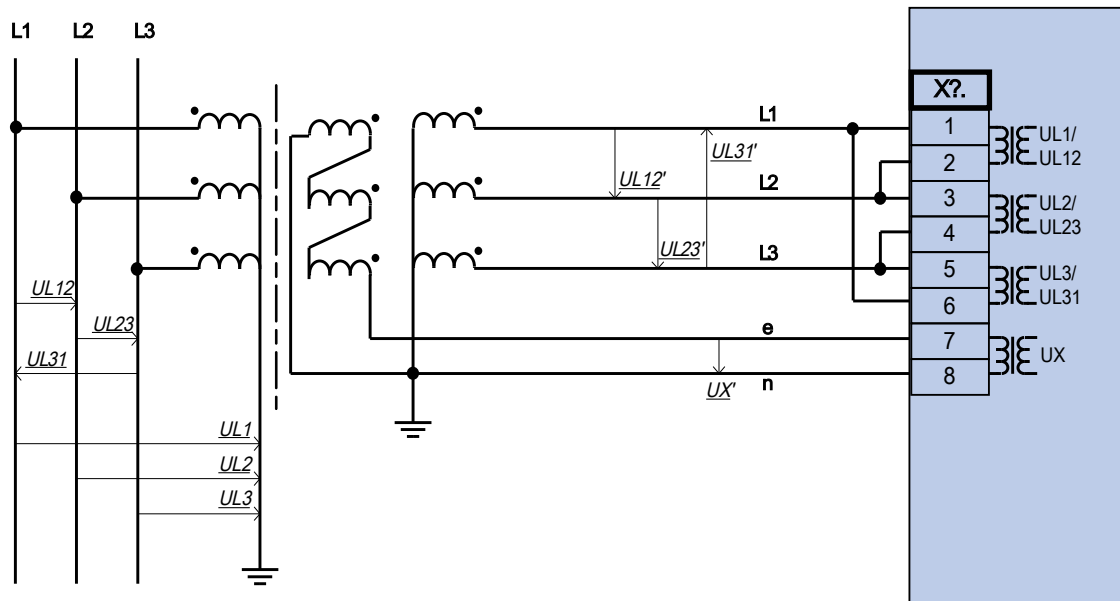 L1 L2 L3
X?.
L1
1
UL1/
UL31'
UL12'
2
UL12
L2
3
UL2/
UL23'
4
UL23
L3
5
UL3/
UL12
6
UL31
UL23
e
7
UL31
UX
n
8
UX'
UL1
UL2
UL3